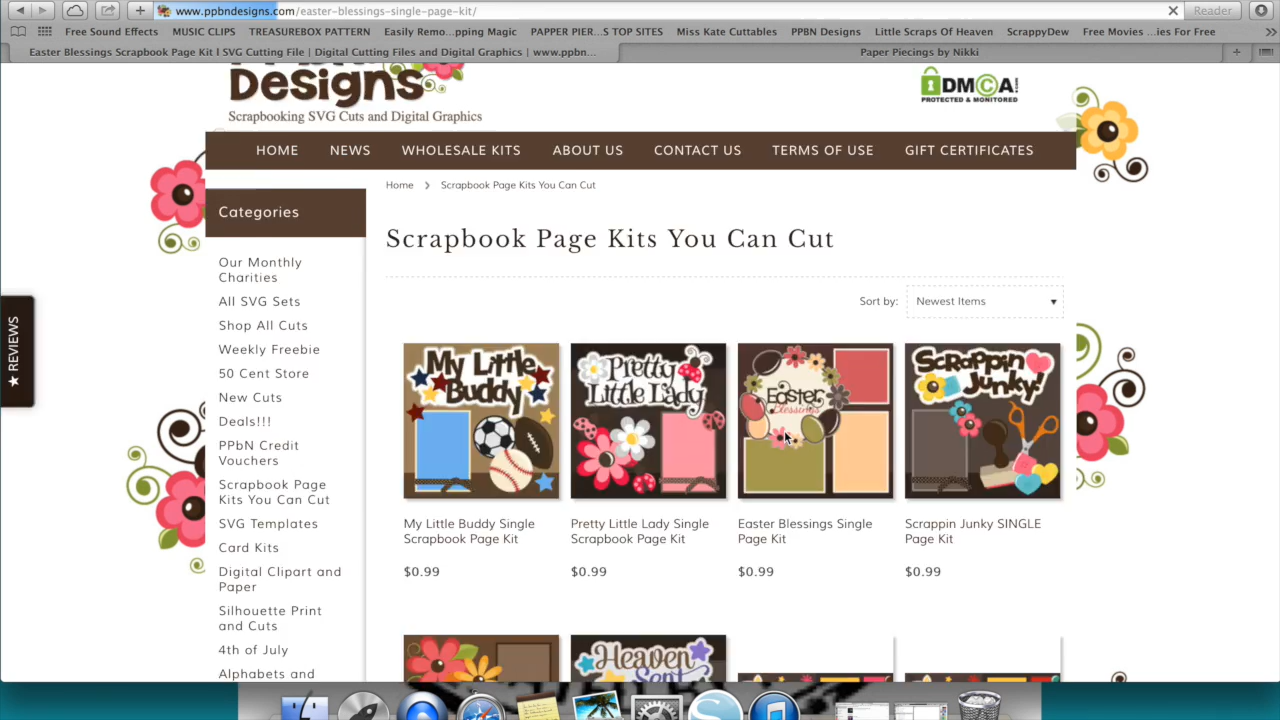 www.ppbndesigns.com/easter-blessings-single-page-kit/
Reader
Free Sound Effects MUSIC CLIPS TREASUREBOX PATTERN Easily Remo...pping Magic PAPPER PIER...S TOP SITES Miss Kate Cuttables PPBN Designs Little Scraps Of Heaven ScrappyDew Free Movies ...ies For Free
Easter Blessings Scrapbook Page Kit l SVG Cutting File | Digital Cutting Files and Digital Graphics | www.ppbn... Paper Piecings by Nikki
Designs
Scrapbooking SVG Cuts and Digital Graphics
DMCA.com
PROTECTED & MONITORED
HOME NEWS WHOLESALE KITS ABOUT US CONTACT US TERMS OF USE GIFT CERTIFICATES
Home Scrapbook Page Kits You Can Cut
Categories
Our Monthly
Charities
All SVG Sets
Shop All Cuts
Weekly Freebie
50 Cent Store
New Cuts
Deals!!!
PPbN Credit
Vouchers
Scrapbook Page
Kits You Can Cut
SVG Templates
Card Kits
Digital Clipart and
Paper
Silhouette Print
and Cuts
4th of July
Alphabets and
★ REVIEWS
Scrapbook Page Kits You Can Cut
Sort by: Newest Items
My Little
Buddy
Pretty
Little Lady
Easter
Blessings
Scrappin
Junky!
My Little Buddy Single
Scrapbook Page Kit
$0.99
Pretty Little Lady Single
Scrapbook Page Kit
$0.99
Easter Blessings Single
Page Kit
$0.99
Scrappin Junky SINGLE
Page Kit
$0.99
Heaven
Sent